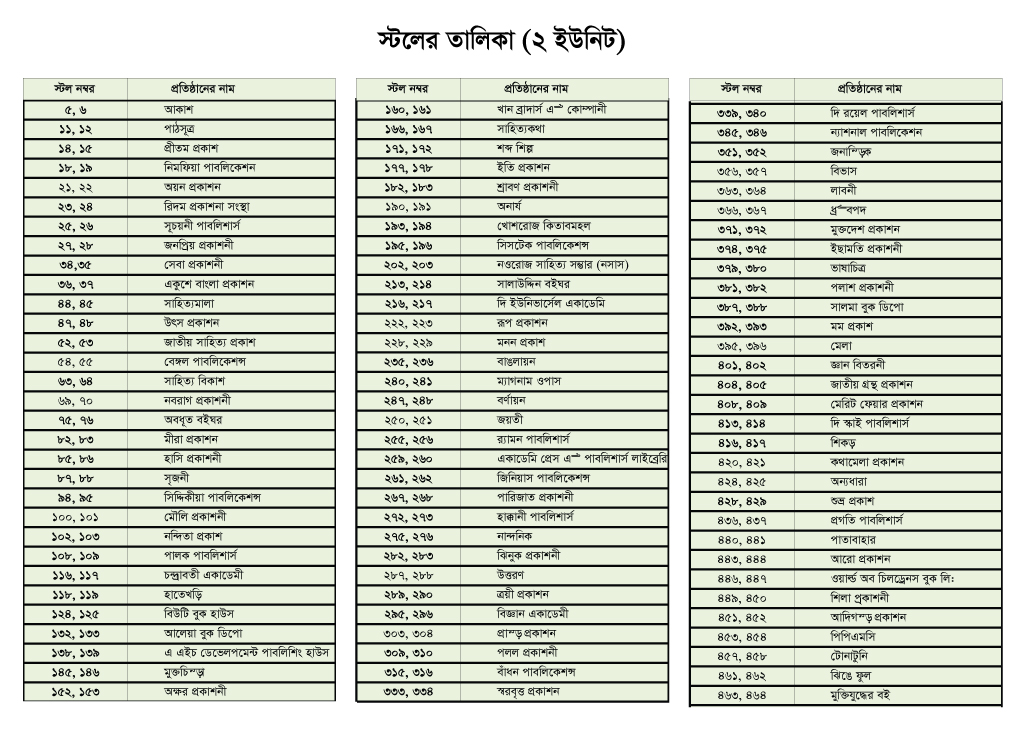 স্টলের তালিকা (২ ইউনিট)
স্টল নম্বর প্রতিষ্ঠানের নাম
৫, ৬ আকাশ
১১, ১২ পাঠসূত্র
১৪, ১৫ প্রীতম প্রকাশ
১৮, ১৯ নিমফিয়া পাবলিকেশন
২১, ২২ অয়ন প্রকাশন
২৩, ২৪ রিদম প্রকাশনা সংস্থা
২৫, ২৬ সূচয়নী পাবলিশার্স
২৭, ২৮ জনপ্রিয় প্রকাশনী
৩৪,৩৫ সেবা প্রকাশনী
৩৬, ৩৭ একুশে বাংলা প্রকাশন
৪৪, ৪৫ সাহিত্যমালা
৪৭, ৪৮ উৎস প্রকাশন
৫২, ৫৩ জাতীয় সাহিত্য প্রকাশ
৫৪, ৫৫ বেঙ্গল পাবলিকেশন্স
৬৩, ৬৪ সাহিত্য বিকাশ
৬৯, ৭০ নবরাগ প্রকাশনী
৭৫, ৭৬ অবধূত বইঘর
৮২, ৮৩ মীরা প্রকাশন
৮৫, ৮৬ হাসি প্রকাশনী
৮৭, ৮৮ সৃজনী
৯৪, ৯৫ সিদ্দিকীয়া পাবলিকেশন্স
১০০, ১০১ মৌলি প্রকাশনী
১০২, ১০৩ নন্দিতা প্রকাশ
১০৮, ১০৯ পালক পাবলিশার্স
১১৬, ১১৭ চন্দ্রাবতী একাডেমী
১১৮, ১১৯ হাতেখড়ি
১২৪, ১২৫ বিউটি বুক হাউস
১৩২, ১৩৩ আলেয়া বুক ডিপো
১৩৮, ১৩৯ এ এইচ ডেভেলপমেন্ট পাবলিশিং হাউস
১৪৫, ১৪৬ মুক্তচিস্ড়া
১৫২, ১৫৩ অক্ষর প্রকাশনী
স্টল নম্বর প্রতিষ্ঠানের নাম
১৬০, ১৬১ খান ব্রাদার্স এ্ কোম্পানী
১৬৬, ১৬৭ সাহিত্যকথা
১৭১, ১৭২ শব্দ শিল্প
১৭৭, ১৭৮ ইতি প্রকাশন
১৮২, ১৮৩ শ্রাবণ প্রকাশনী
১৯০, ১৯১ অনার্য
১৯৩, ১৯৪ খোশরোজ কিতাবমহল
১৯৫, ১৯৬ সিসটেক পাবলিকেশন্স
২০২, ২০৩ নওরোজ সাহিত্য সম্ভার (নসাস)
২১৩, ২১৪ সালাউদ্দিন বইঘর
২১৬, ২১৭ দি ইউনিভার্সেল একাডেমি
২২২, ২২৩ রূপ প্রকাশন
২২৮, ২২৯ মনন প্রকাশ
২৩৫, ২৩৬ বাঙলায়ন
২৪০, ২৪১ ম্যাগনাম ওপাস
২৪৭, ২৪৮ বর্ণায়ন
২৫০, ২৫১ জয়তী
২৫৫, ২৫৬ র‍্যামন পাবলিশার্স
২৫৯, ২৬০ একাডেমি প্রেস এ্ পাবলিশার্স লাইব্রেরি
২৬১, ২৬২ জিনিয়াস পাবলিকেশন্স
২৬৭, ২৬৮ পারিজাত প্রকাশনী
২৭২, ২৭৩ হাক্কানী পাবলিশার্স
২৭৫, ২৭৬ নান্দনিক
২৮২, ২৮৩ ঝিনুক প্রকাশনী
২৮৭, ২৮৮ উত্তরণ
২৮৯, ২৯০ ত্রয়ী প্রকাশন
২৯৫, ২৯৬ বিজ্ঞান একাডেমী
৩০৩, ৩০৪ প্রাস্ড় প্রকাশন
৩০৯, ৩১০ পলল প্রকাশনী
৩১৫, ৩১৬ বাঁধন পাবলিকেশন্স
৩৩৩, ৩৩৪ স্বরবৃত্ত প্রকাশন
স্টল নম্বর প্রতিষ্ঠানের নাম
৩৩৯, ৩৪০ দি রয়েল পাবলিশার্স
৩৪৫, ৩৪৬ ন্যাশনাল পাবলিকেশন
৩৫১, ৩৫২ জনাস্ড়িক
৩৫৬, ৩৫৭ বিভাস
৩৬৩, ৩৬৪ লাবনী
৩৬৬, ৩৬৭
৩৭১, ৩৭২ মুক্তদেশ প্রকাশন
৩৭৪, ৩৭৫ ইছামতি প্রকাশনী
৩৭৯, ৩৮০ ভাষাচিত্র
৩৮১, ৩৮২ পলাশ প্রকাশনী
৩৮৭, ৩৮৮ সালমা বুক ডিপো
৩৯২, ৩৯৩ মম প্রকাশ
৩৯৫, ৩৯৬ মেলা
৪০১, ৪০২ জ্ঞান বিতরনী
৪০৪, ৪০৫ জাতীয় গ্রন্থ প্রকাশন
৪০৮, ৪০৯ মেরিট ফেয়ার প্রকাশন
৪১৩, ৪১৪ দি স্কাই পাবলিশার্স
৪১৬, ৪১৭ শিকড়
৪২০, ৪২১ কথামেলা প্রকাশন
৪২৪, ৪২৫ অন্যধারা
৪২৮, ৪২৯ শুভ্র প্রকাশ
৪৩৬, ৪৩৭ প্রগতি পাবলিশার্স
৪৪০, ৪৪১ পাতাবাহার
৪৪৩, ৪৪৪ আরো প্রকাশন
৪৪৬, ৪৪৭ ওয়ার্ল্ড অব চিলড্রেনস বুক লি:
৪৪৯, ৪৫০ শিলা প্রকাশনী
৪৫১, ৪৫২ আদিগস্ড় প্রকাশন
৪৫৩, ৪৫৪ পিপিএমসি
৪৫৭, ৪৫৮ টোনাটুনি
৪৬১, ৪৬২ ঝিঙে ফুল
৪৬৩, ৪৬৪ মুক্তিযুদ্ধের বই